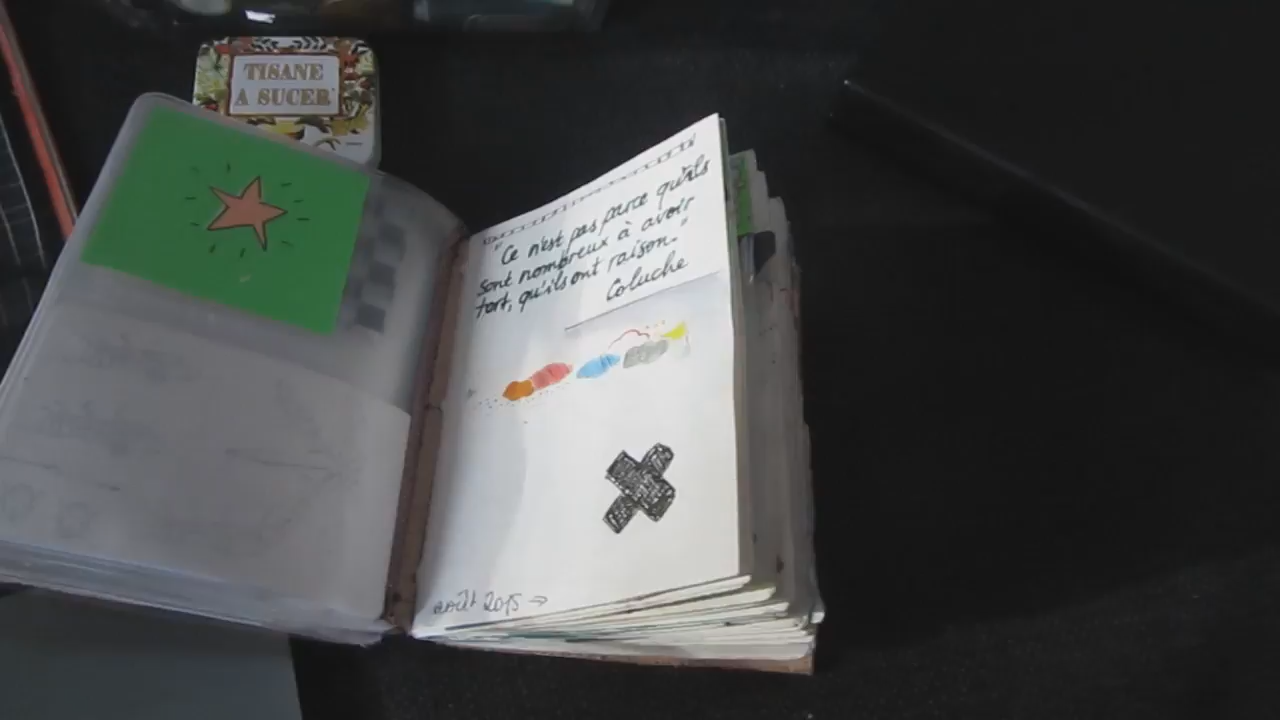 TISANE
A SUCER
"Ce n'est pas parce qu'ils
sont nombreux à avoir
tort, qu'ils ont raison."
Coluche
août 2015 →